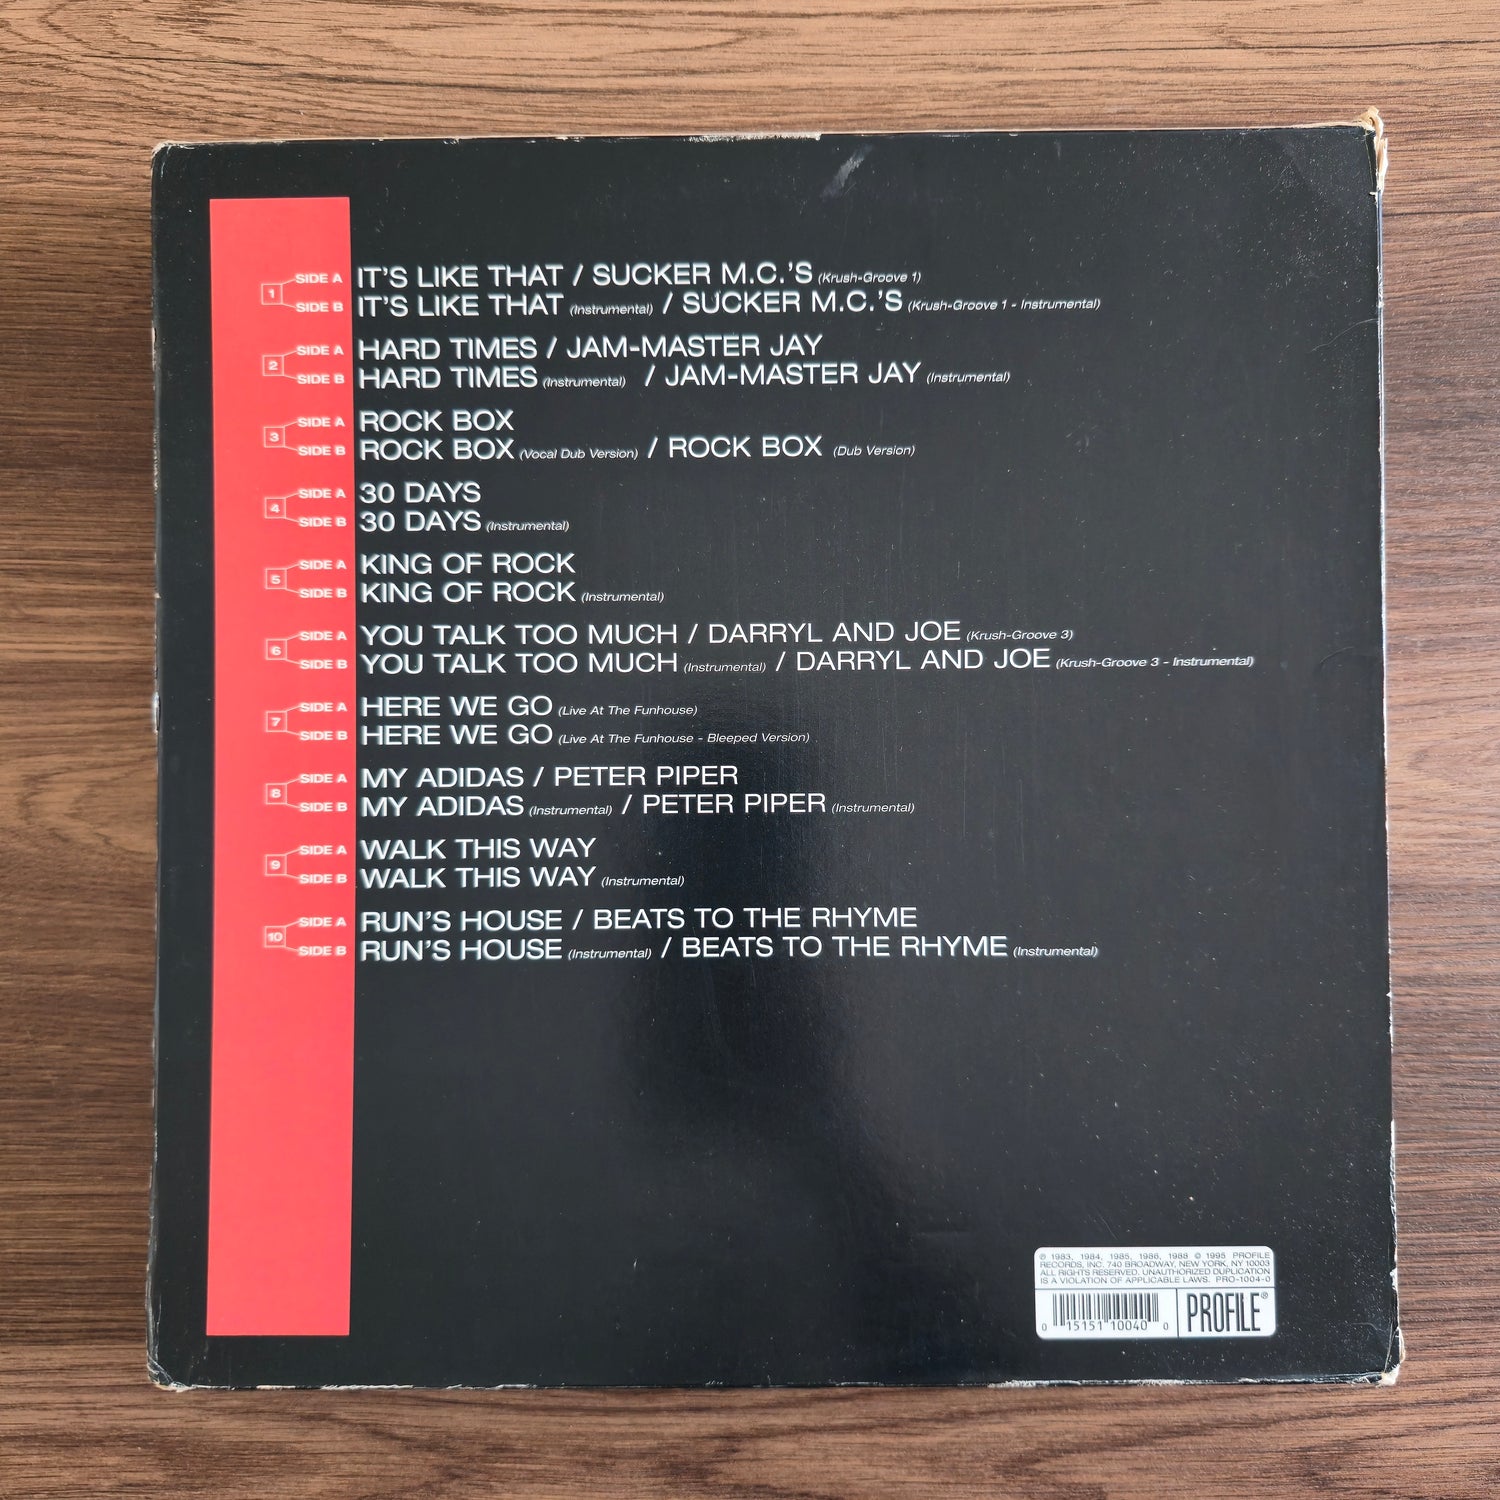 1 SIDE A IT'S LIKE THAT / SUCKER M.C.'S (Krush-Groove 1)
SIDE B IT'S LIKE THAT (Instrumental) / SUCKER M.C.'S (Krush-Groove 1 - Instrumental)
2 SIDE A HARD TIMES / JAM-MASTER JAY
SIDE B HARD TIMES (Instrumental) / JAM-MASTER JAY (Instrumental)
3 SIDE A ROCK BOX
SIDE B ROCK BOX (Vocal Dub Version) / ROCK BOX (Dub Version)
4 SIDE A 30 DAYS
SIDE B 30 DAYS (Instrumental)
5 SIDE A KING OF ROCK
SIDE B KING OF ROCK (Instrumental)
6 SIDE A YOU TALK TOO MUCH / DARRYL AND JOE (Krush-Groove 3)
SIDE B YOU TALK TOO MUCH (Instrumental) / DARRYL AND JOE (Krush-Groove 3 - Instrumental)
7 SIDE A HERE WE GO (Live At The Funhouse)
SIDE B HERE WE GO (Live At The Funhouse - Bleeped Version)
8 SIDE A MY ADIDAS / PETER PIPER
SIDE B MY ADIDAS (Instrumental) / PETER PIPER (Instrumental)
9 SIDE A WALK THIS WAY
SIDE B WALK THIS WAY (Instrumental)
10 SIDE A RUN'S HOUSE / BEATS TO THE RHYME
SIDE B RUN'S HOUSE (Instrumental) / BEATS TO THE RHYME (Instrumental)
℗ 1983, 1984, 1985, 1986, 1988 © 1995 PROFILE
RECORDS, INC. 740 BROADWAY, NEW YORK, NY 10003
ALL RIGHTS RESERVED. UNAUTHORIZED DUPLICATION
IS A VIOLATION OF APPLICABLE LAWS. PRO-1004-0
0 15151 10040 0
PROFILE®